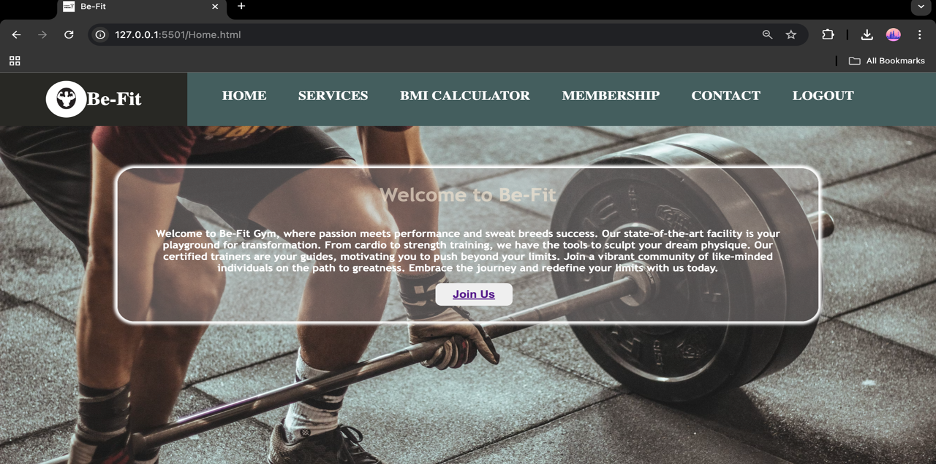 Be-Fit
127.0.0.1:5501/Home.html
All Bookmarks
Be-Fit
HOME SERVICES BMI CALCULATOR MEMBERSHIP CONTACT LOGOUT
Welcome to Be-Fit
Welcome to Be-Fit Gym, where passion meets performance and sweat breeds success. Our state-of-the-art facility is your
playground for transformation. From cardio to strength training, we have the tools to sculpt your dream physique. Our
certified trainers are your guides, motivating you to push beyond your limits. Join a vibrant community of like-minded
individuals on the path to greatness. Embrace the journey and redefine your limits with us today.
Join Us